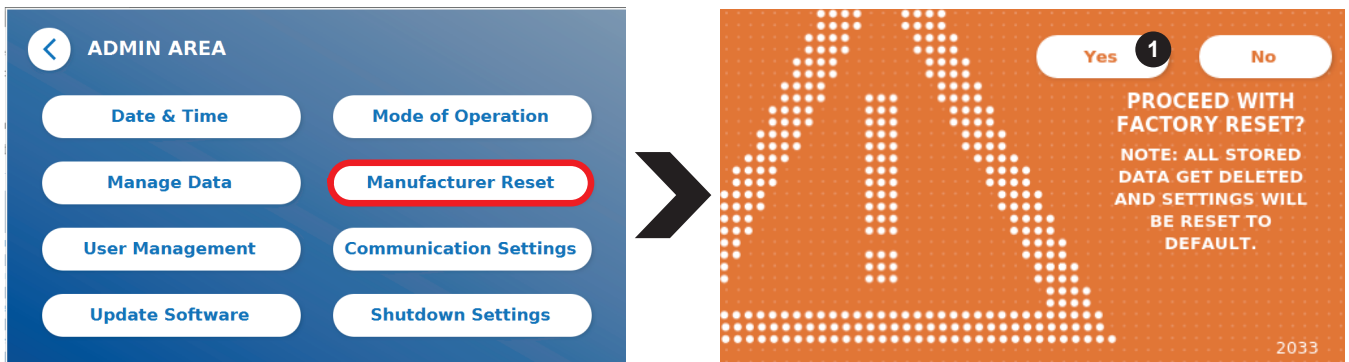 ADMIN AREA
Date & Time
Mode of Operation
Manage Data
Manufacturer Reset
User Management
Communication Settings
Update Software
Shutdown Settings
Yes
1
No
PROCEED WITH
FACTORY RESET?
NOTE: ALL STORED
DATA GET DELETED
AND SETTINGS WILL
BE RESET TO
DEFAULT.
2033